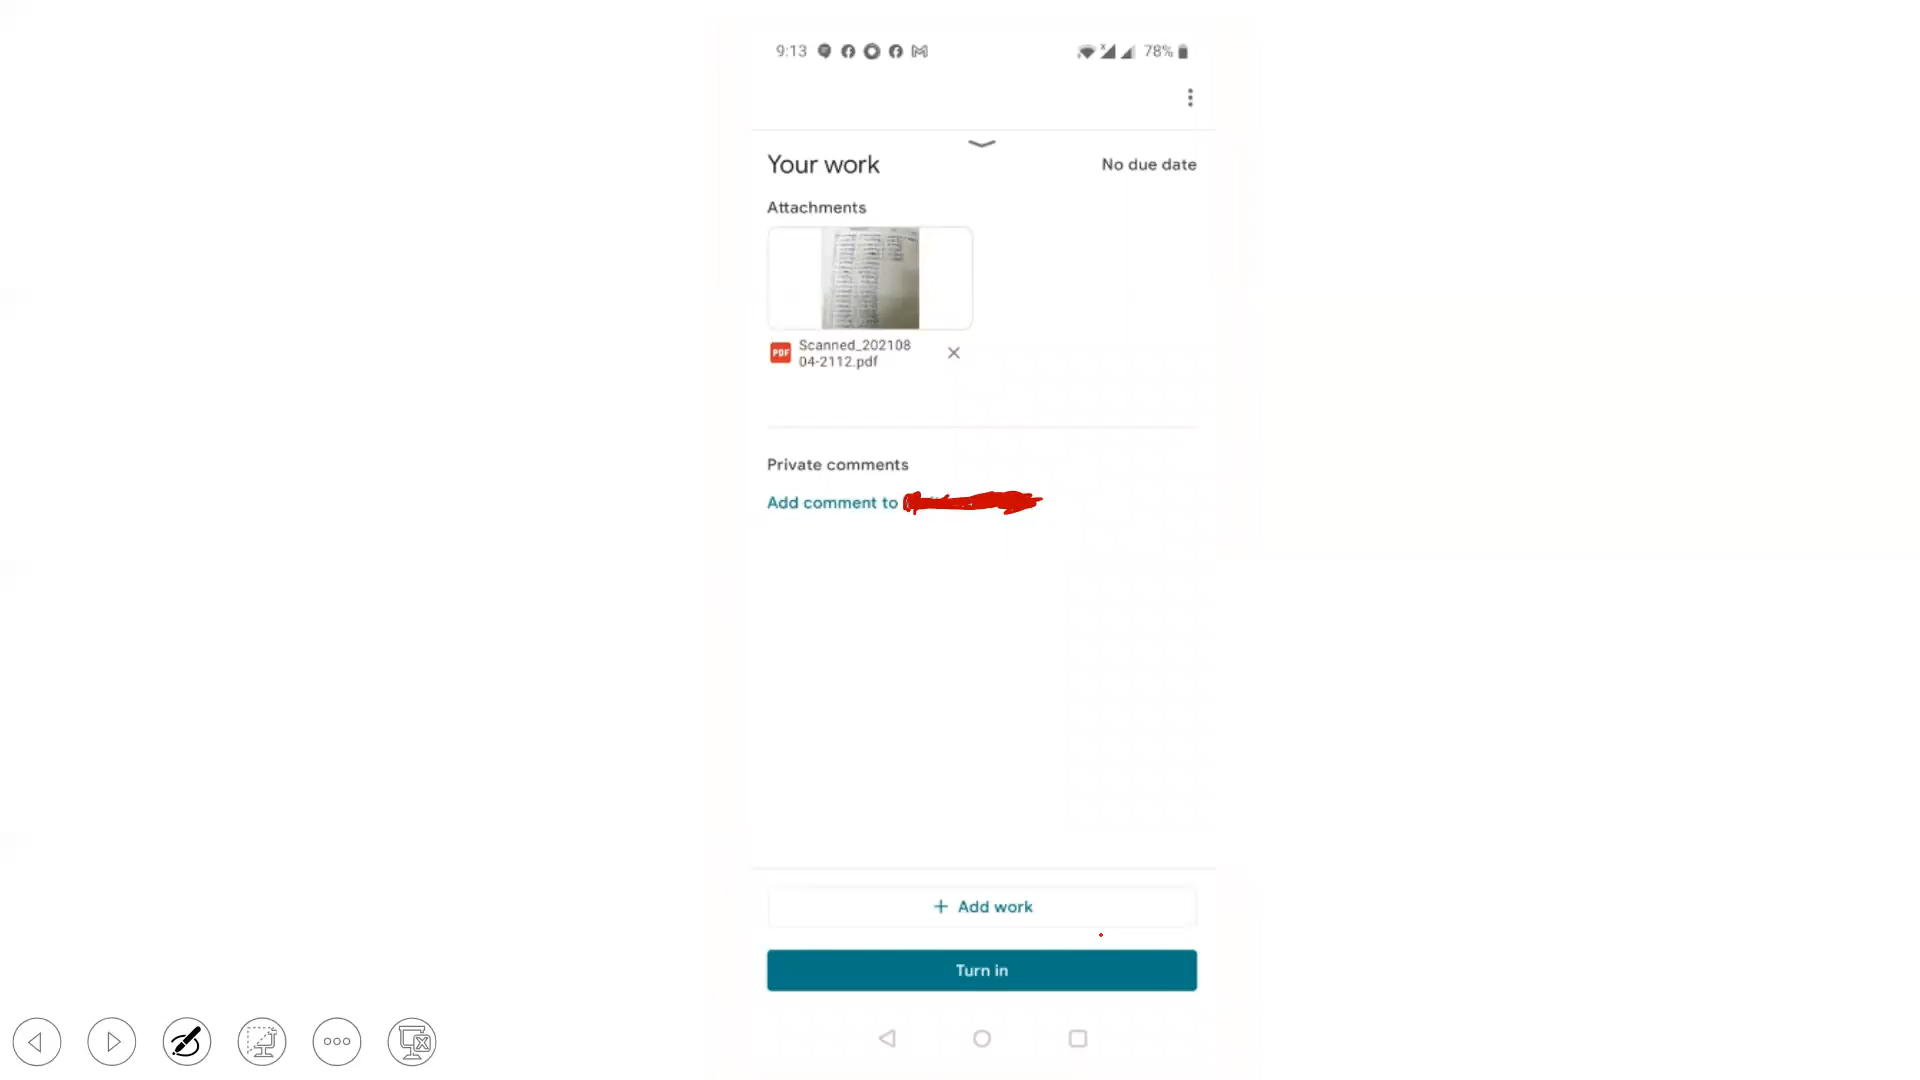 9:13
78%
Your work
No due date
Attachments
PDF
Scanned_202108
04-2112.pdf
Private comments
Add comment to
+ Add work
Turn in